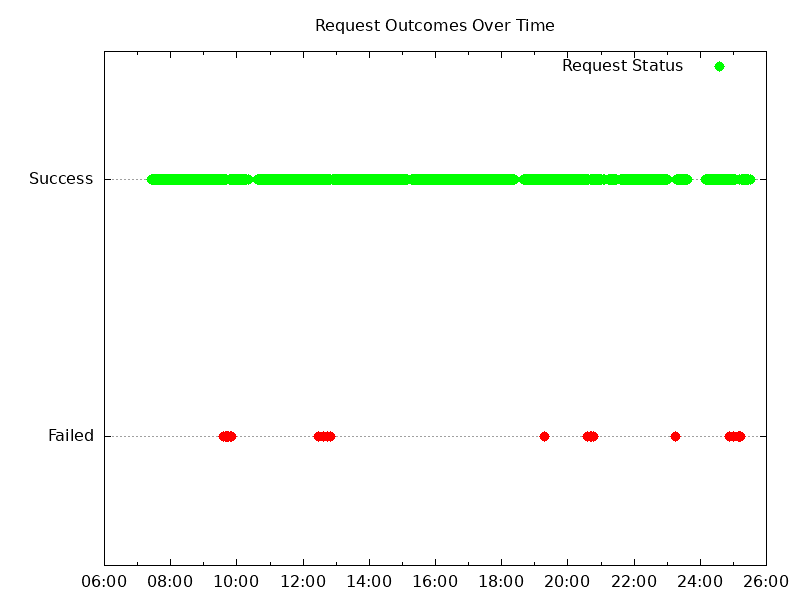 Request Outcomes Over Time
Request Status
Success
Failed
06:00 08:00 10:00 12:00 14:00 16:00 18:00 20:00 22:00 24:00 26:00